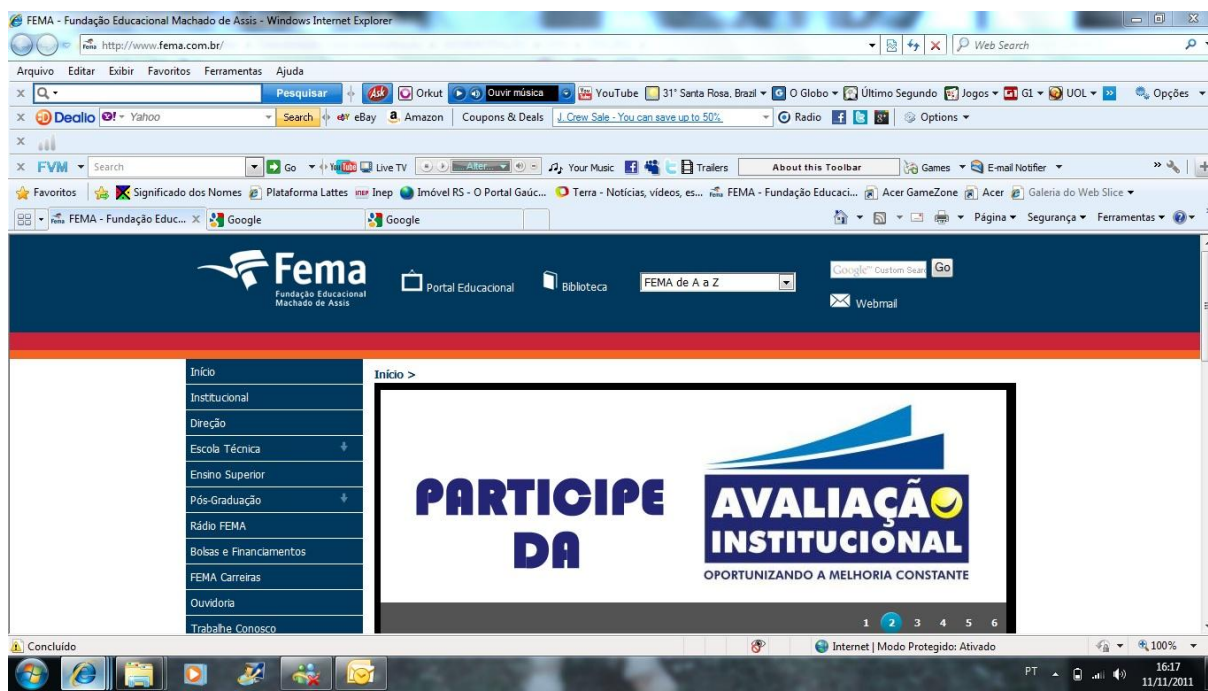 FEMA - Fundação Educacional Machado de Assis - Windows Internet Explorer
http://www.fema.com.br/ Web Search
Arquivo Editar Exibir Favoritos Ferramentas Ajuda
Pesquisar Ask Orkut Ouvir música YouTube 31° Santa Rosa, Brazil O Globo Último Segundo Jogos G1 UOL Opções
Dealio Yahoo Search eBay Amazon Coupons & Deals J. Crew Sale - You can save up to 50% Radio Options
FVM Search Go YouTube Live TV Alter Your Music Trailers About this Toolbar Games E-mail Notifier
Favoritos Significado dos Nomes Plataforma Lattes Inep Imóvel RS - O Portal Gaúc... Terra - Notícias, vídeos, es... FEMA - Fundação Educaci... Acer GameZone Acer Galeria do Web Slice
FEMA - Fundação Educ... Google Google Página Segurança Ferramentas
Fema
Fundação Educacional
Machado de Assis
Portal Educacional Biblioteca FEMA de A a Z Google™ Custom Sear Go
Webmail
Início
Institucional
Direção
Escola Técnica
Ensino Superior
Pós-Graduação
Rádio FEMA
Bolsas e Financiamentos
FEMA Carreiras
Ouvidoria
Trabalhe Conosco
Início >
PARTICIPE
DA
AVALIAÇÃO
INSTITUCIONAL
OPORTUNIZANDO A MELHORIA CONSTANTE
1 2 3 4 5 6
Concluído Internet | Modo Protegido: Ativado 100%
PT 16:17
11/11/2011